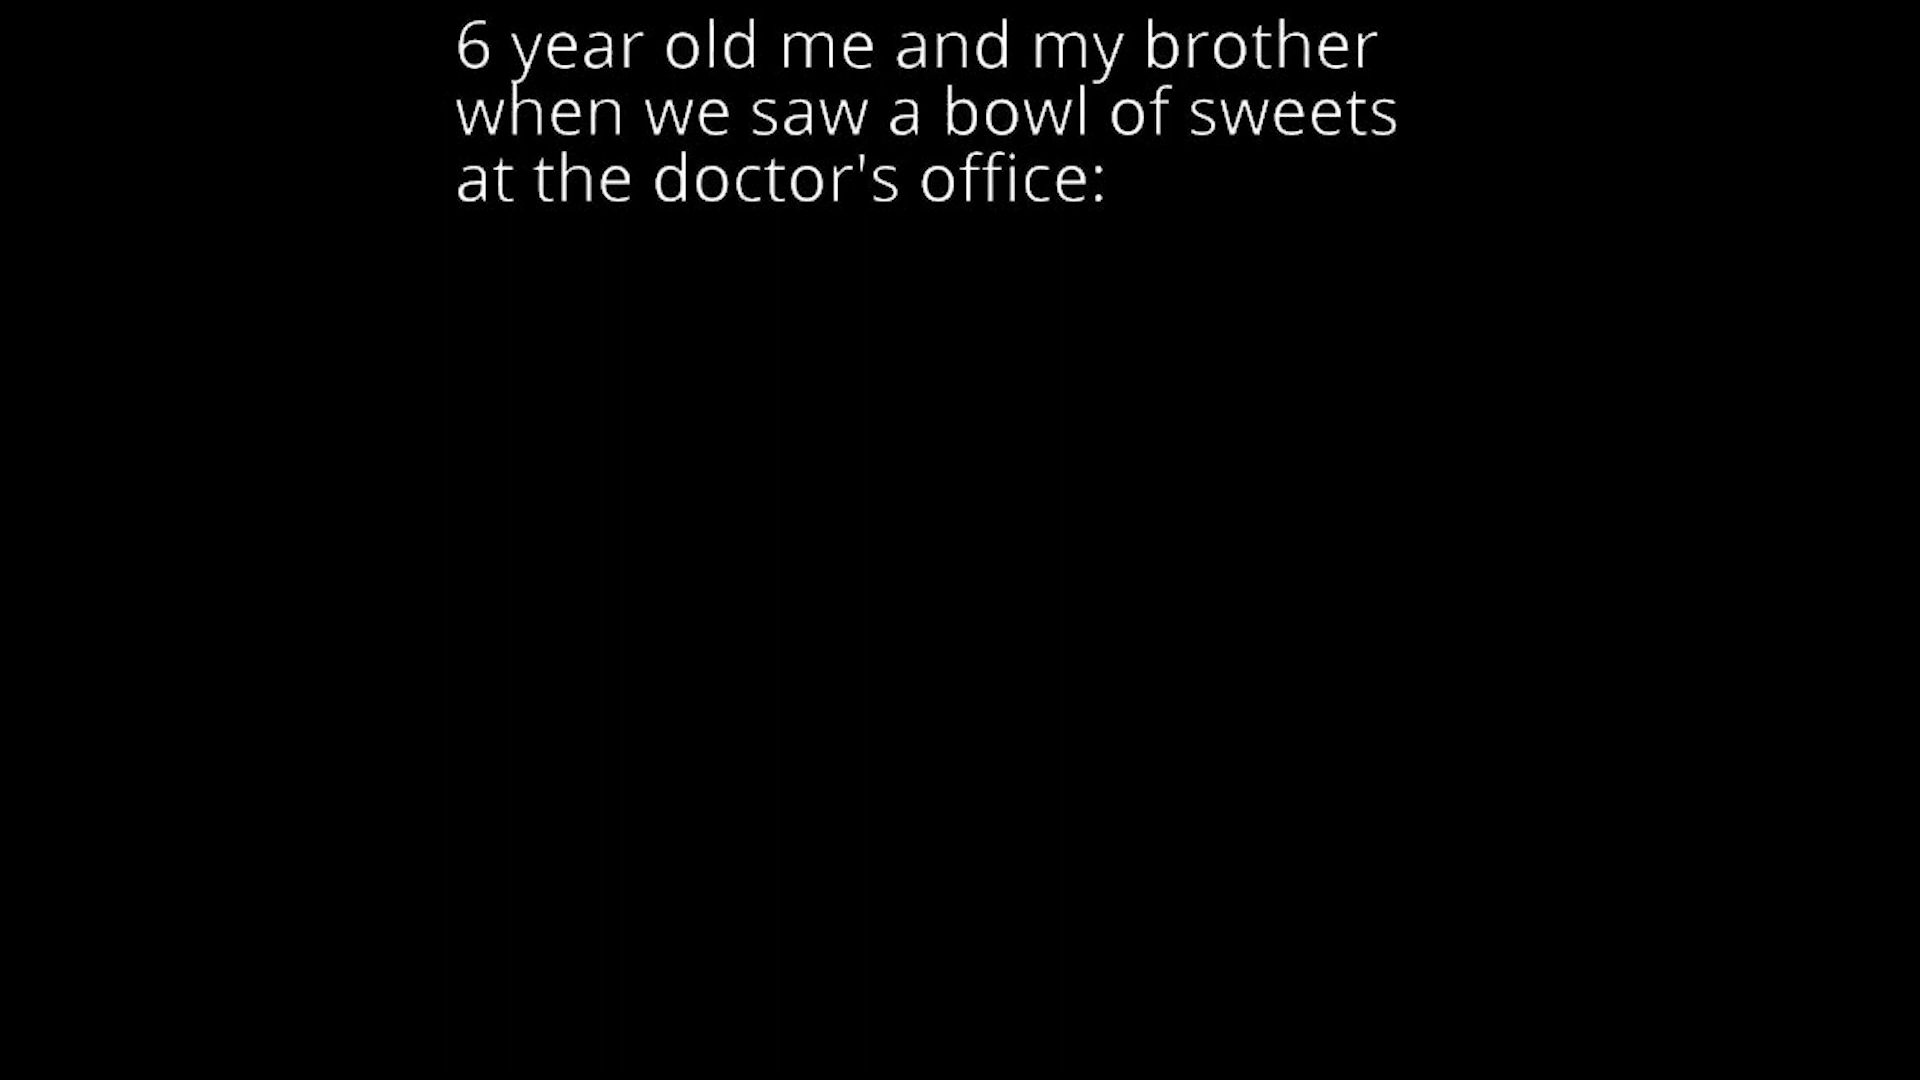 6 year old me and my brother
when we saw a bowl of sweets
at the doctor's office: